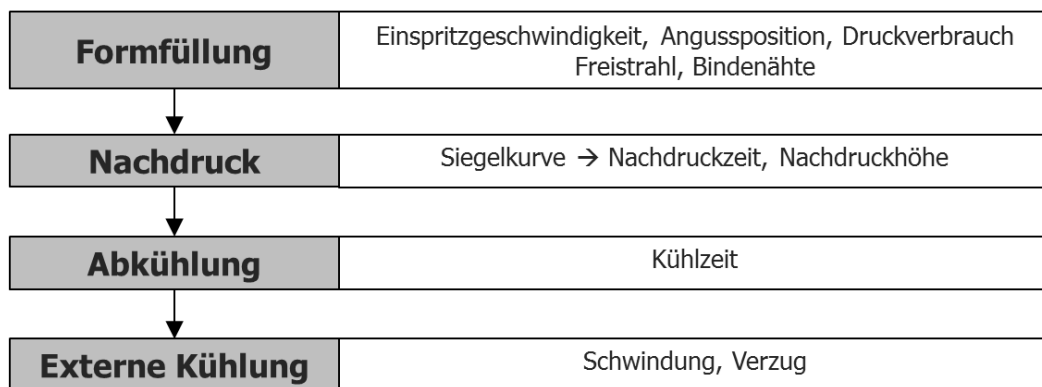 Formfüllung
Einspritzgeschwindigkeit, Angussposition, Druckverbrauch
Freistrahl, Bindenähte
Nachdruck
Siegelkurve → Nachdruckzeit, Nachdruckhöhe
Abkühlung
Kühlzeit
Externe Kühlung
Schwindung, Verzug